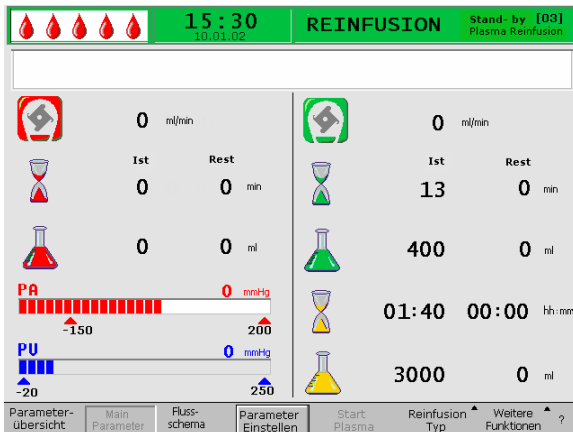 15:30
10.01.02
REINFUSION
Stand- by [03]
Plasma Reinfusion
0 ml/min
Ist Rest
0 0 min
0 0 ml
PA 0 mmHg
-150 200
PV 0 mmHg
-20 250
0 ml/min
Ist Rest
13 0 min
400 0 ml
01:40 00:00 hh:mm
3000 0 ml
Parameter-
übersicht
Main
Parameter
Fluss-
schema
Parameter
Einstellen
Start
Plasma
Reinfusion
Typ
Weitere
Funktionen
?